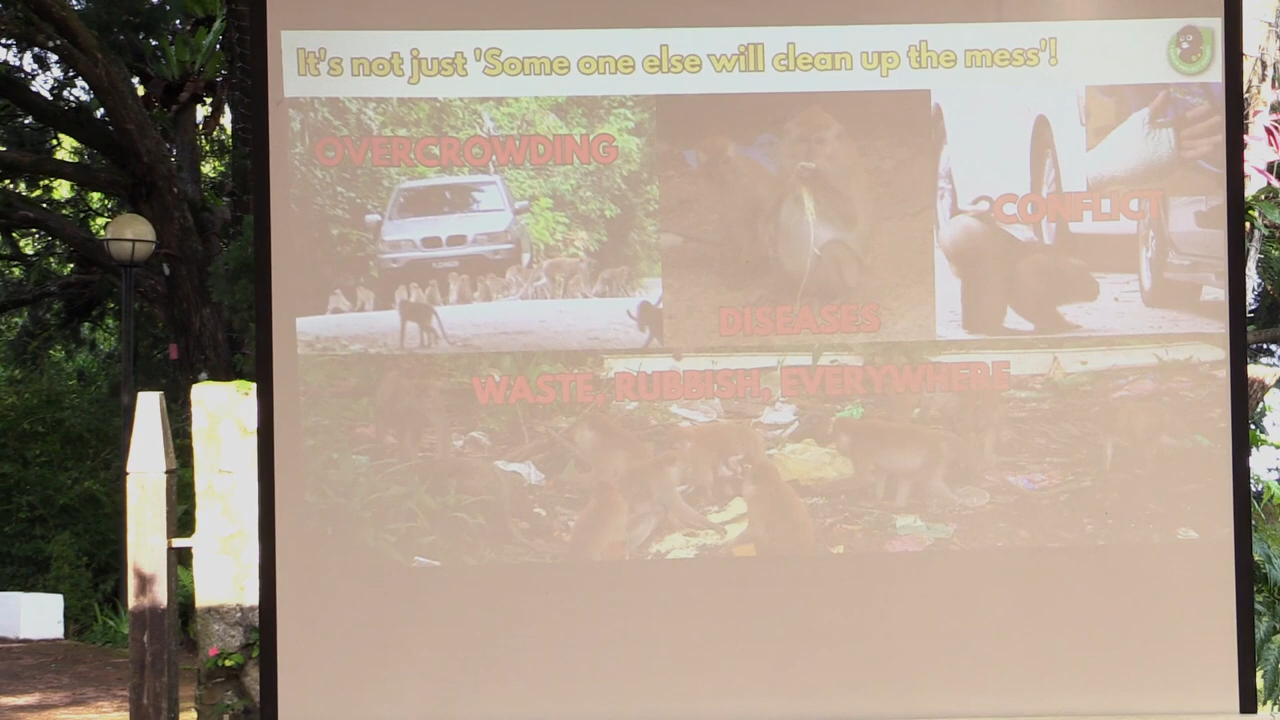 It's not just 'Some one else will clean up the mess'!
OVERCROWDING
CONFLICT
DISEASES
WASTE, RUBBISH, EVERYWHERE